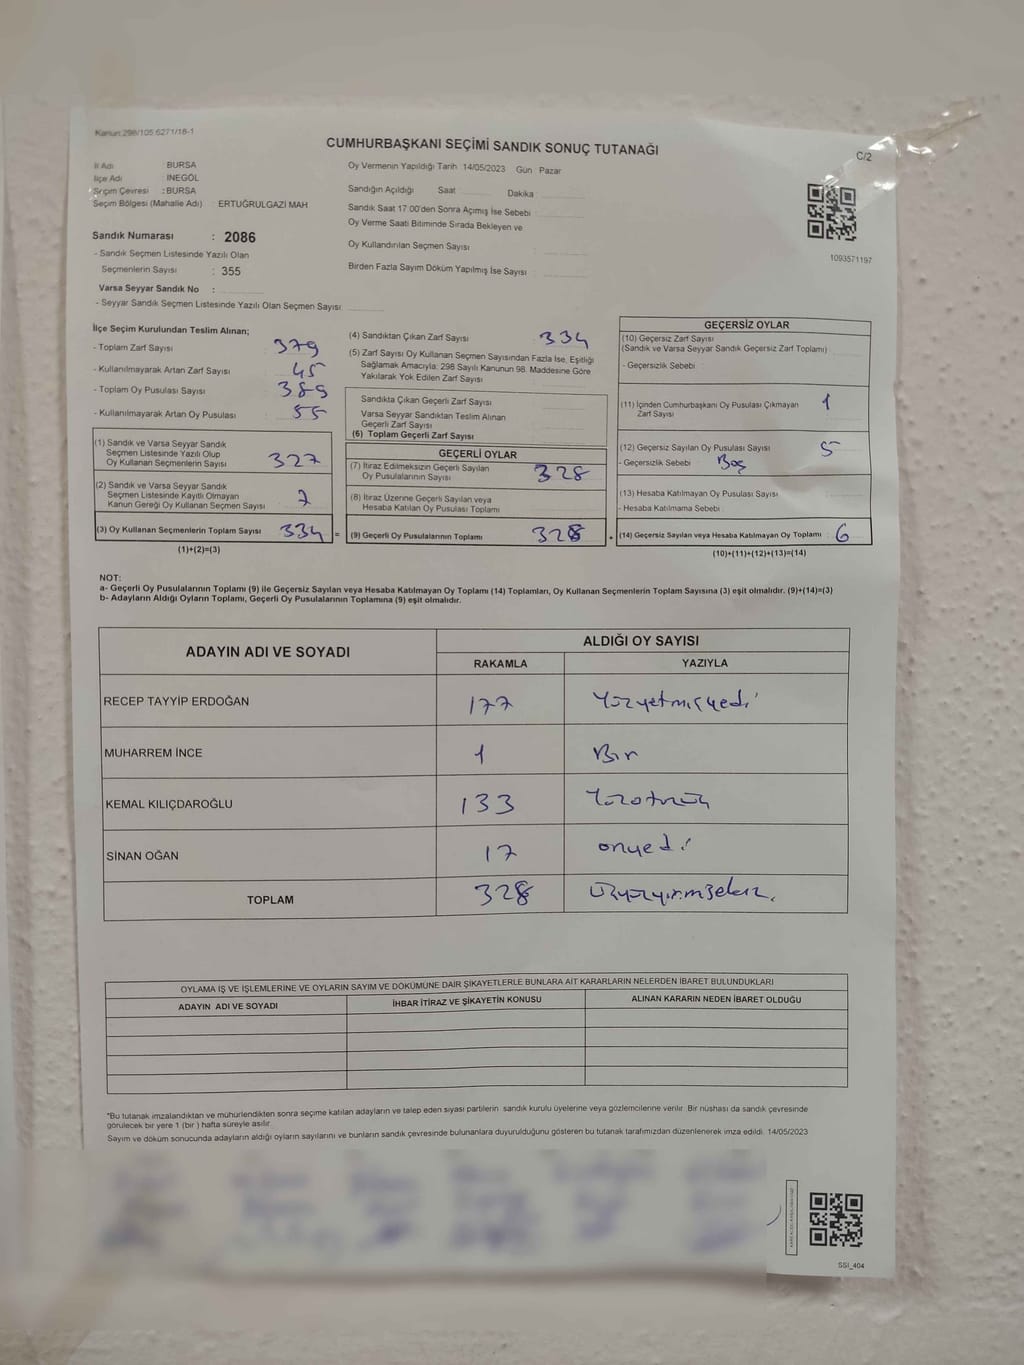 Kanun:298/105 6271/18-1
CUMHURBAŞKANI SEÇİMİ SANDIK SONUÇ TUTANAĞI
C/2
İl Adı : BURSA
İlçe Adı : İNEGÖL
Seçim Çevresi : BURSA
Seçim Bölgesi (Mahalle Adı) : ERTUĞRULGAZİ MAH
Sandık Numarası : 2086
- Sandık Seçmen Listesinde Yazılı Olan
Seçmenlerin Sayısı : 355
Varsa Seyyar Sandık No :
- Seyyar Sandık Seçmen Listesinde Yazılı Olan Seçmen Sayısı:
Oy Vermenin Yapıldığı Tarih 14/05/2023 Gün Pazar
Sandığın Açıldığı Saat Dakika
Sandık Saat 17.00'den Sonra Açımış İse Sebebi
Oy Verme Saati Bitiminde Sırada Bekleyen ve
Oy Kullandırılan Seçmen Sayısı
Birden Fazla Sayım Döküm Yapılmış İse Sayısı
1093571197
İlçe Seçim Kurulundan Teslim Alınan;
- Toplam Zarf Sayısı 379
- Kullanılmayarak Artan Zarf Sayısı 45
- Toplam Oy Pusulası Sayısı 389
- Kullanılmayarak Artan Oy Pusulası 55
(1) Sandık ve Varsa Seyyar Sandık
Seçmen Listesinde Yazılı Olup
Oy Kullanan Seçmenlerin Sayısı 327
(2) Sandık ve Varsa Seyyar Sandık
Seçmen Listesinde Kayıtlı Olmayan
Kanun Gereği Oy Kullanan Seçmen Sayısı 7
(3) Oy Kullanan Seçmenlerin Toplam Sayısı 334 =
(1)+(2)=(3)
(4) Sandıktan Çıkan Zarf Sayısı 334
(5) Zarf Sayısı Oy Kullanan Seçmen Sayısından Fazla İse, Eşitliği
Sağlamak Amacıyla; 298 Sayılı Kanunun 98. Maddesine Göre
Yakılarak Yok Edilen Zarf Sayısı
Sandıkta Çıkan Geçerli Zarf Sayısı
Varsa Seyyar Sandıktan Teslim Alınan
Geçerli Zarf Sayısı
(6) Toplam Geçerli Zarf Sayısı
GEÇERLİ OYLAR
(7) İtiraz Edilmeksizin Geçerli Sayılan
Oy Pusulalarının Sayısı 328
(8) İtiraz Üzerine Geçerli Sayılan veya
Hesaba Katılan Oy Pusulası Toplamı
(9) Geçerli Oy Pusulalarının Toplamı 328 +
GEÇERSİZ OYLAR
(10) Geçersiz Zarf Sayısı
(Sandık ve Varsa Seyyar Sandık Geçersiz Zarf Toplamı)
- Geçersizlik Sebebi
(11) İçinden Cumhurbaşkanı Oy Pusulası Çıkmayan
Zarf Sayısı 1
(12) Geçersiz Sayılan Oy Pusulası Sayısı 5
- Geçersizlik Sebebi Boş
(13) Hesaba Katılmayan Oy Pusulası Sayısı
- Hesaba Katılmama Sebebi
(14) Geçersiz Sayılan veya Hesaba Katılmayan Oy Toplamı 6
(10)+(11)+(12)+(13)=(14)
NOT:
a- Geçerli Oy Pusulalarının Toplamı (9) ile Geçersiz Sayılan veya Hesaba Katılmayan Oy Toplamı (14) Toplamları, Oy Kullanan Seçmenlerin Toplam Sayısına (3) eşit olmalıdır. (9)+(14)=(3)
b- Adayların Aldığı Oyların Toplamı, Geçerli Oy Pusulalarının Toplamına (9) eşit olmalıdır.
ADAYIN ADI VE SOYADI
ALDIĞI OY SAYISI
RAKAMLA YAZIYLA
RECEP TAYYİP ERDOĞAN 177 Yüzyetmişyedi
MUHARREM İNCE 1 Bir
KEMAL KILIÇDAROĞLU 133 Yüzotuzüç
SİNAN OĞAN 17 onyedi
TOPLAM 328 Üçyüzyirmisekiz.
OYLAMA İŞ VE İŞLEMLERİNE VE OYLARIN SAYIM VE DÖKÜMÜNE DAİR ŞİKAYETLERLE BUNLARA AİT KARARLARIN NELERDEN İBARET BULUNDUKLARI
ADAYIN ADI VE SOYADI İHBAR İTİRAZ VE ŞİKAYETİN KONUSU ALINAN KARARIN NEDEN İBARET OLDUĞU
*Bu tutanak imzalandıktan ve mühürlendikten sonra seçime katılan adayların ve talep eden siyasi partilerin sandık kurulu üyelerine veya gözlemcilerine verilir. Bir nüshası da sandık çevresinde
görülecek bir yere 1 (bir) hafta süreyle asılır.
Sayım ve döküm sonucunda adayların aldığı oyların sayılarını ve bunların sandık çevresinde bulunanlara duyurulduğunu gösteren bu tutanak tarafımızdan düzenlenerek imza edildi. 14/05/2023
SSI_404